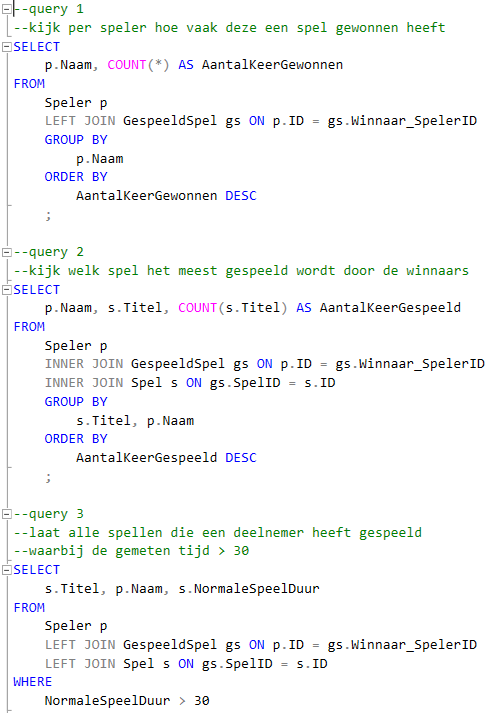 --query 1
--kijk per speler hoe vaak deze een spel gewonnen heeft
SELECT
p.Naam, COUNT(*) AS AantalKeerGewonnen
FROM
Speler p
LEFT JOIN GespeeldSpel gs ON p.ID = gs.Winnaar_SpelerID
GROUP BY
p.Naam
ORDER BY
AantalKeerGewonnen DESC
;
--query 2
--kijk welk spel het meest gespeeld wordt door de winnaars
SELECT
p.Naam, s.Titel, COUNT(s.Titel) AS AantalKeerGespeeld
FROM
Speler p
INNER JOIN GespeeldSpel gs ON p.ID = gs.Winnaar_SpelerID
INNER JOIN Spel s ON gs.SpelID = s.ID
GROUP BY
s.Titel, p.Naam
ORDER BY
AantalKeerGespeeld DESC
;
--query 3
--laat alle spellen die een deelnemer heeft gespeeld
--waarbij de gemeten tijd > 30
SELECT
s.Titel, p.Naam, s.NormaleSpeelDuur
FROM
Speler p
LEFT JOIN GespeeldSpel gs ON p.ID = gs.Winnaar_SpelerID
LEFT JOIN Spel s ON gs.SpelID = s.ID
WHERE
NormaleSpeelDuur > 30